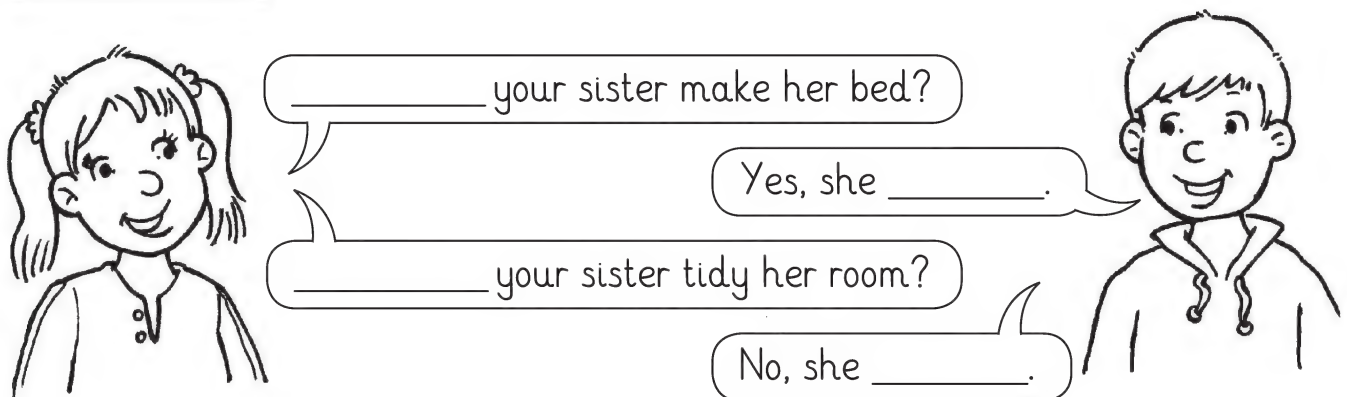 __________ your sister make her bed?
Yes, she ________.
__________ your sister tidy her room?
No, she ________.